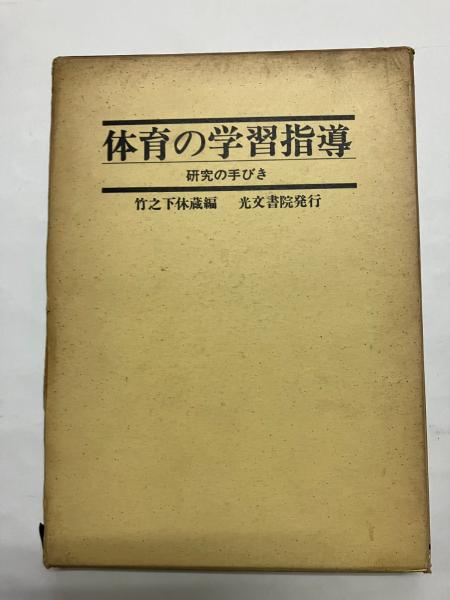 体育の学習指導
研究の手びき
竹之下休蔵編　光文書院発行